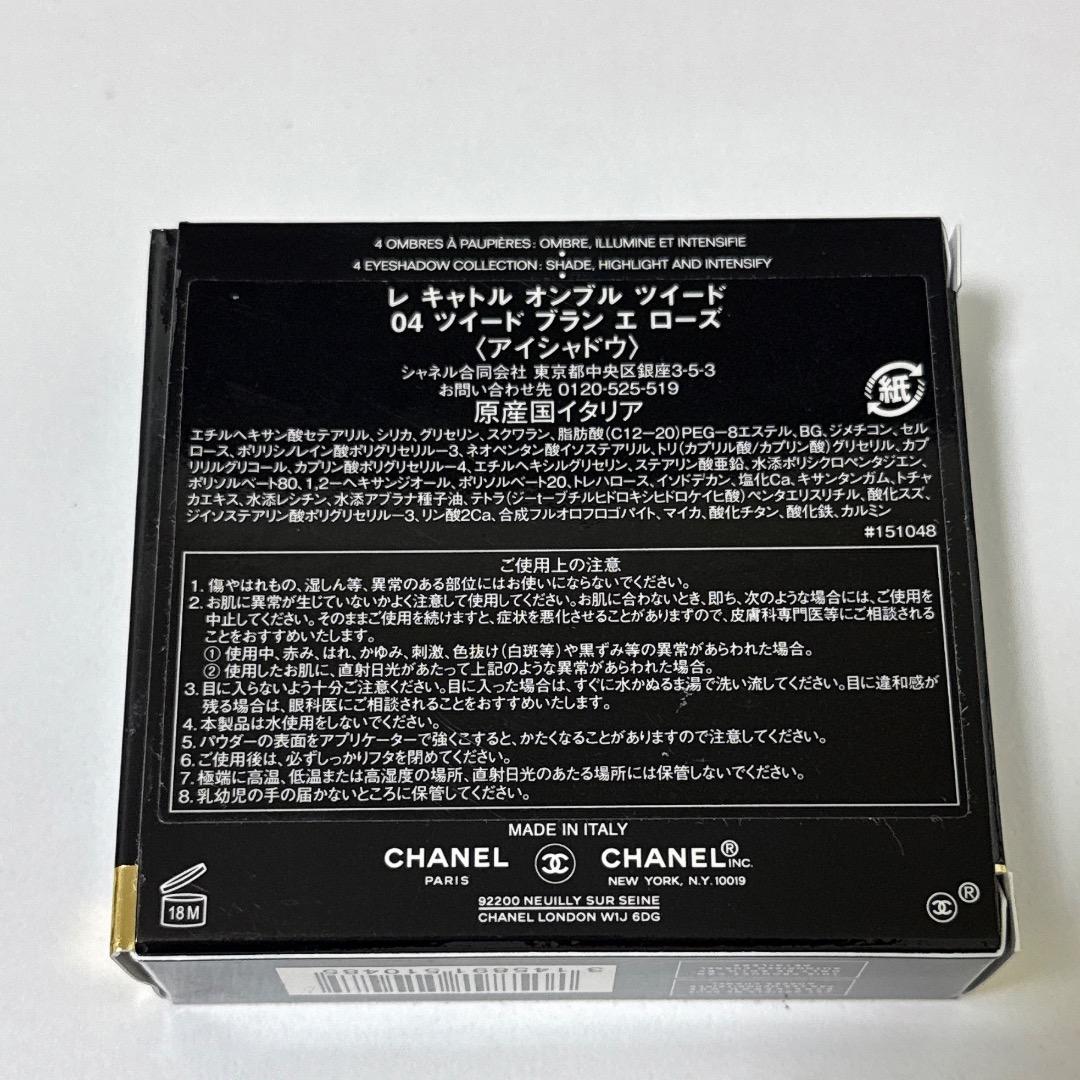 4 OMBRES À PAUPIÈRES : OMBRE, ILLUMINE ET INTENSIFIE
4 EYESHADOW COLLECTION : SHADE, HIGHLIGHT AND INTENSIFY
レ キャトル オンブル ツイード
04 ツイード ブラン エ ローズ
〈アイシャドウ〉
シャネル合同会社 東京都中央区銀座3-5-3
お問い合わせ先 0120-525-519
原産国イタリア
紙
エチルヘキサン酸セテアリル、シリカ、グリセリン、スクワラン、脂肪酸(C12-20)PEG-8エステル、BG、ジメチコン、セル
ロース、ポリリシノレイン酸ポリグリセリル-3、ネオペンタン酸イソステアリル、トリ(カプリル酸/カプリン酸)グリセリル、カプ
リリルグリコール、カプリン酸ポリグリセリル-4、エチルヘキシルグリセリン、ステアリン酸亜鉛、水添ポリシクロペンタジエン、
ポリソルベート80、1,2-ヘキサンジオール、ポリソルベート20、トレハロース、イソドデカン、塩化Ca、キサンタンガム、トチャ
カエキス、水添レシチン、水添アブラナ種子油、テトラ(ジ-t-ブチルヒドロキシヒドロケイヒ酸)ペンタエリスリチル、酸化スズ、
ジイソステアリン酸ポリグリセリル-3、リン酸2Ca、合成フルオロフロゴパイト、マイカ、酸化チタン、酸化鉄、カルミン
#151048
ご使用上の注意
1. 傷やはれもの、湿しん等、異常のある部位にはお使いにならないでください。
2. お肌に異常が生じていないかよく注意して使用してください。お肌に合わないとき、即ち、次のような場合には、ご使用を
中止してください。そのままご使用を続けますと、症状を悪化させることがありますので、皮膚科専門医等にご相談される
ことをおすすめいたします。
① 使用中、赤み、はれ、かゆみ、刺激、色抜け(白斑等)や黒ずみ等の異常があらわれた場合。
② 使用したお肌に、直射日光があたって上記のような異常があらわれた場合。
3. 目に入らないよう十分ご注意ください。目に入った場合は、すぐに水かぬるま湯で洗い流してください。目に違和感が
残る場合は、眼科医にご相談されることをおすすめいたします。
4. 本製品は水使用をしないでください。
5. パウダーの表面をアプリケーターで強くこすると、かたくなることがありますので注意してください。
6. ご使用後は、必ずしっかりフタを閉めてください。
7. 極端に高温、低温または高湿度の場所、直射日光のあたる場所には保管しないでください。
8. 乳幼児の手の届かないところに保管してください。
MADE IN ITALY
CHANEL CHANEL® INC.
PARIS NEW YORK, N.Y. 10019
92200 NEUILLY SUR SEINE
CHANEL LONDON W1J 6DG
18 M
®
3 145891 510485